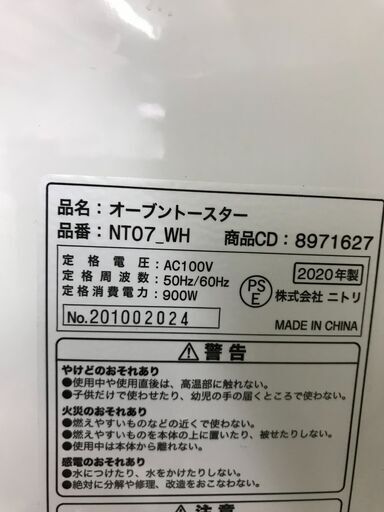 品名：オーブントースター
品番：NT07_WH 商品CD：8971627
定格電圧：AC100V
定格周波数：50Hz/60Hz
定格消費電力：900W
PSE
2020年製
株式会社 ニトリ
No.201002024
MADE IN CHINA
警告
やけどのおそれあり
●使用中や使用直後は、高温部に触れない。
●子供だけで使わせたり、幼児の手の届くところで使わない。
火災のおそれあり
●燃えやすいものなどの近くで使わない。
●燃えやすいものを本体の上に置いたり、被せたりしない。
●使用中は本体から離れない。
感電のおそれあり
●水につけたり、水をかけたりしない。
●絶対に分解や修理、改造をおこなわない。
注意